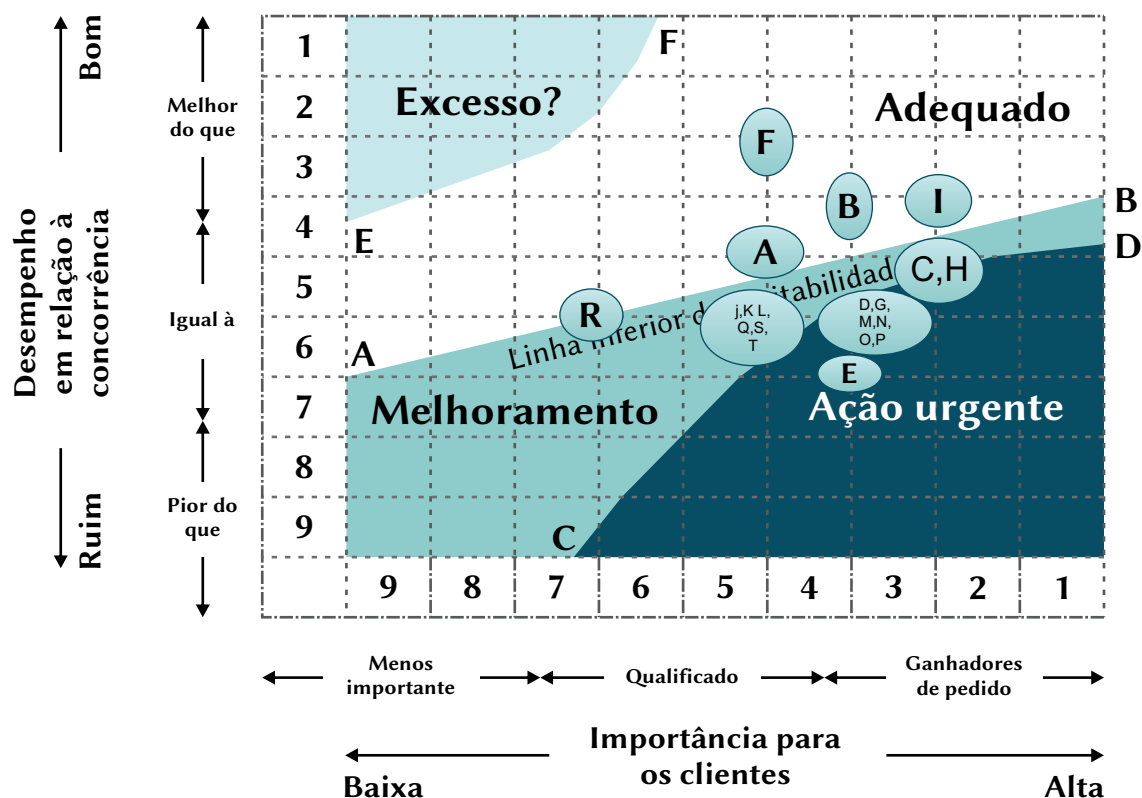 Desempenho
em relação à
concorrência
Bom
Ruim
Melhor
do que
Igual à
Pior do
que
1
2
3
4
5
6
7
8
9
Excesso?
Adequado
Melhoramento
Ação urgente
F
E
A
B
D
C
F
B
I
A
C,H
R
j,K L,
Q,S,
T
D,G,
M,N,
O,P
E
Linha inferior
9
8
7
6
5
4
3
2
1
Menos
importante
Qualificado
Ganhadores
de pedido
Importância para
os clientes
Baixa
Alta